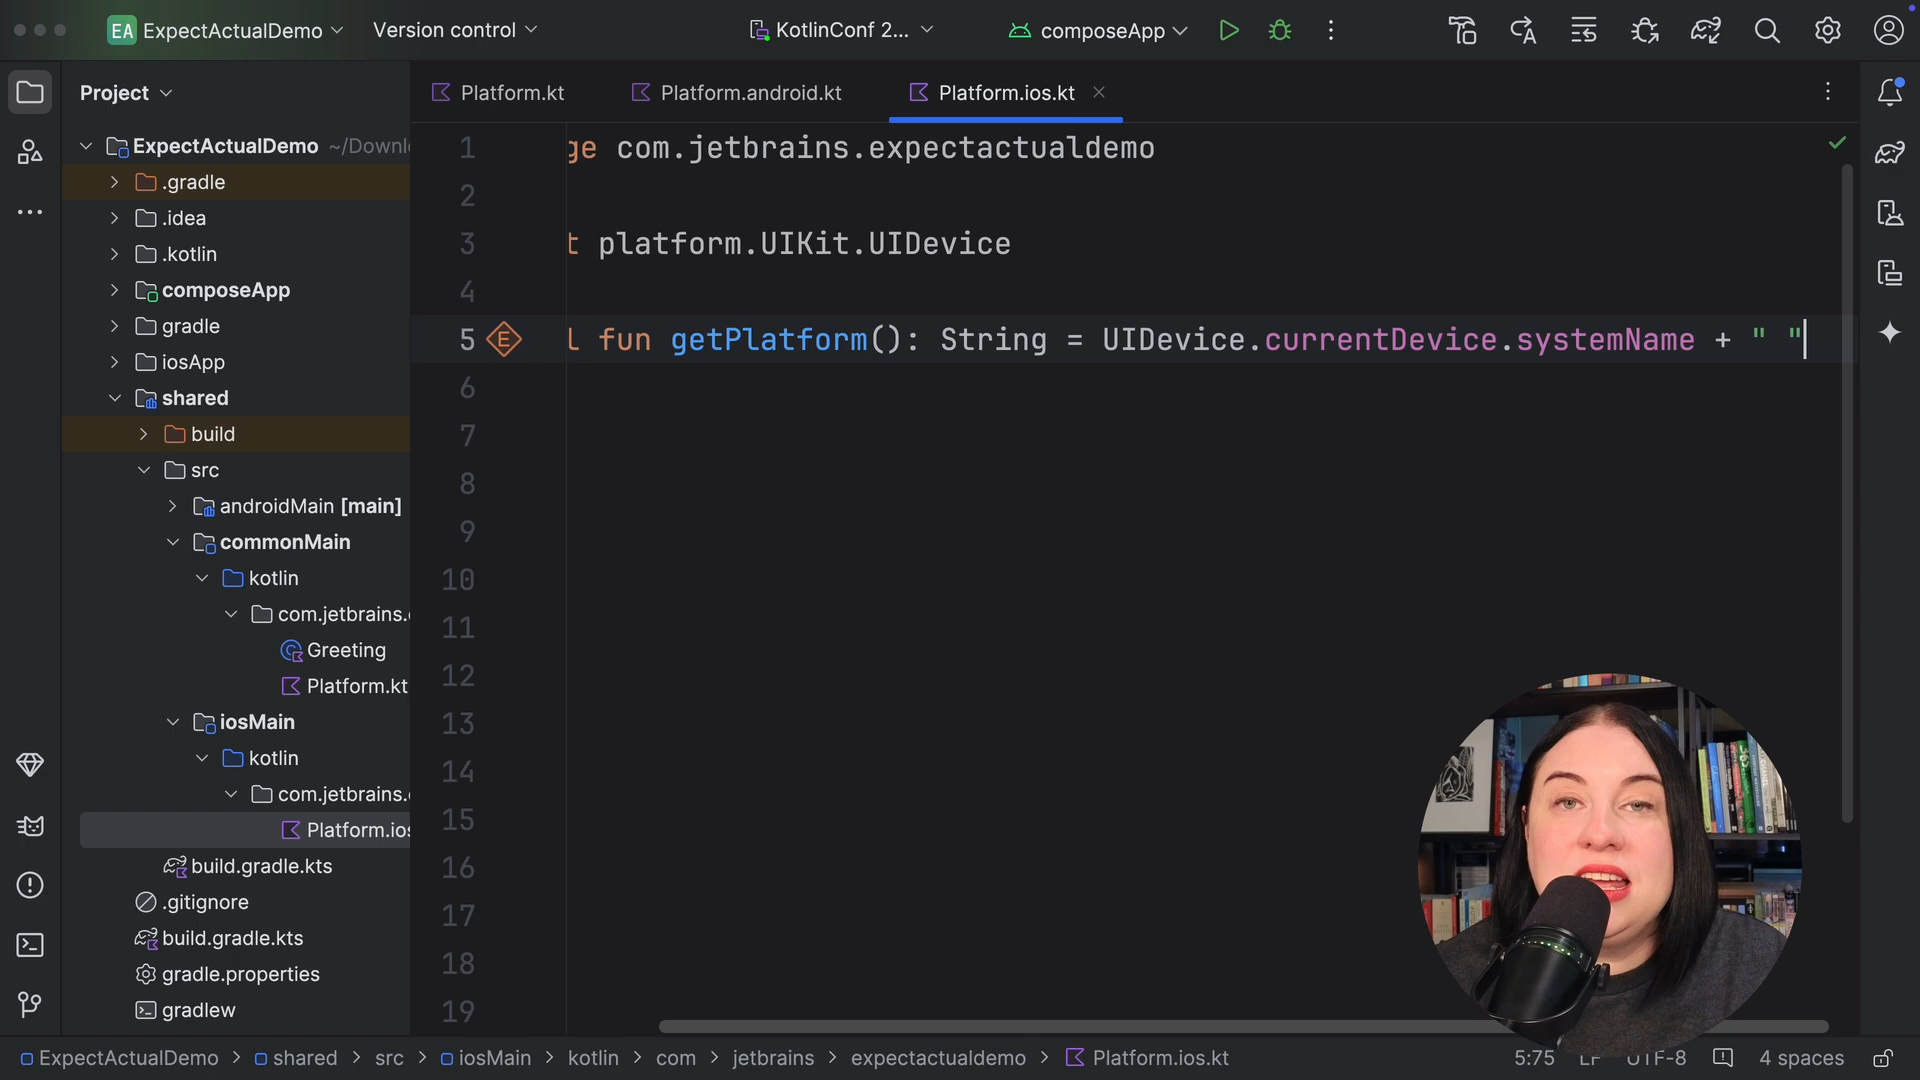 EA ExpectActualDemo Version control KotlinConf 2... composeApp
Project
Platform.kt Platform.android.kt Platform.ios.kt
ExpectActualDemo ~/Downl
.gradle
.idea
.kotlin
composeApp
gradle
iosApp
shared
build
src
androidMain [main]
commonMain
kotlin
com.jetbrains.
Greeting
Platform.kt
iosMain
kotlin
com.jetbrains.
Platform.ios
build.gradle.kts
.gitignore
build.gradle.kts
gradle.properties
gradlew
1 ge com.jetbrains.expectactualdemo
2
3 t platform.UIKit.UIDevice
4
5 E l fun getPlatform(): String = UIDevice.currentDevice.systemName + " "
6
7
8
9
10
11
12
13
14
15
16
17
18
19
ExpectActualDemo > shared > src > iosMain > kotlin > com > jetbrains > expectactualdemo > Platform.ios.kt 5:75 LF UTF-8 4 spaces